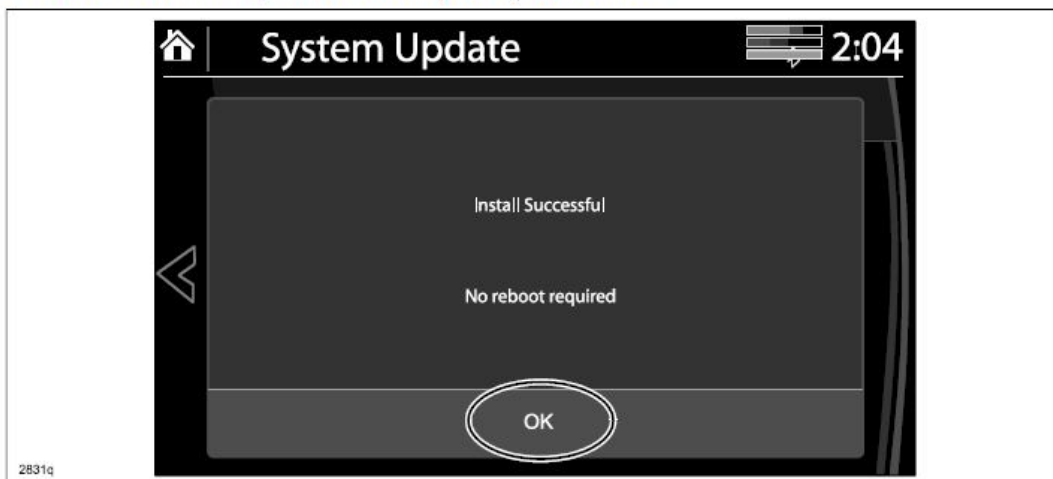 System Update
2:04
Install Successful
No reboot required
OK
2831q